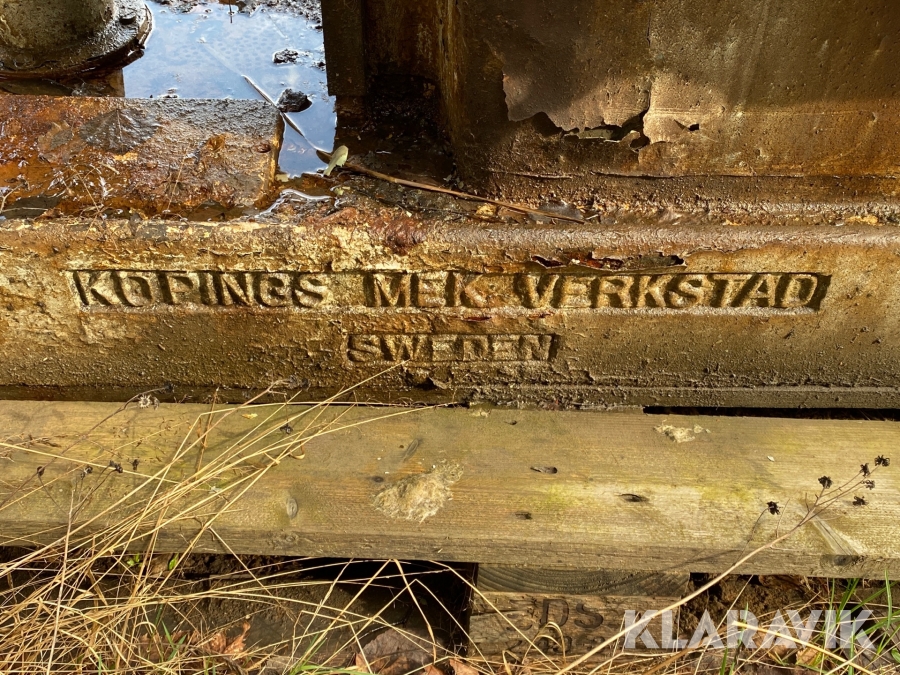 KÖPINGS MEK VERKSTAD
SWEDEN
KLARAVIK